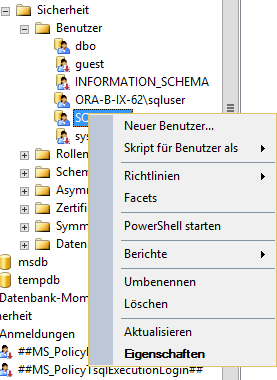 Sicherheit
Benutzer
dbo
guest
INFORMATION_SCHEMA
ORA-B-IX-62\sqluser
Neuer Benutzer...
Skript für Benutzer als
Richtlinien
Facets
PowerShell starten
Berichte
Umbenennen
Löschen
Aktualisieren
Eigenschaften
sys
Rollen
Schem
Asymm
Zertifi
Symm
Daten
msdb
tempdb
Datenbank-Mom
herheit
Anmeldungen
##MS_Policy
##MS_PolicyTsqlExecutionLogin##